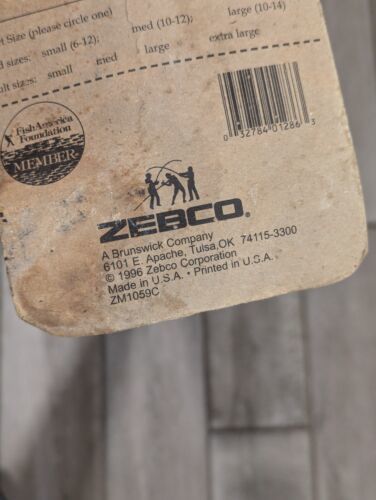 t Size (please circle one)
d sizes: small (6-12); med (10-12); large (10-14)
ult sizes: small med large extra large
FishAmerica
Foundation
MEMBER
0 32784 01286 3
ZEBCO®
A Brunswick Company
6101 E. Apache, Tulsa,OK 74115-3300
© 1996 Zebco Corporation
Made in U.S.A. • Printed in U.S.A.
ZM1059C